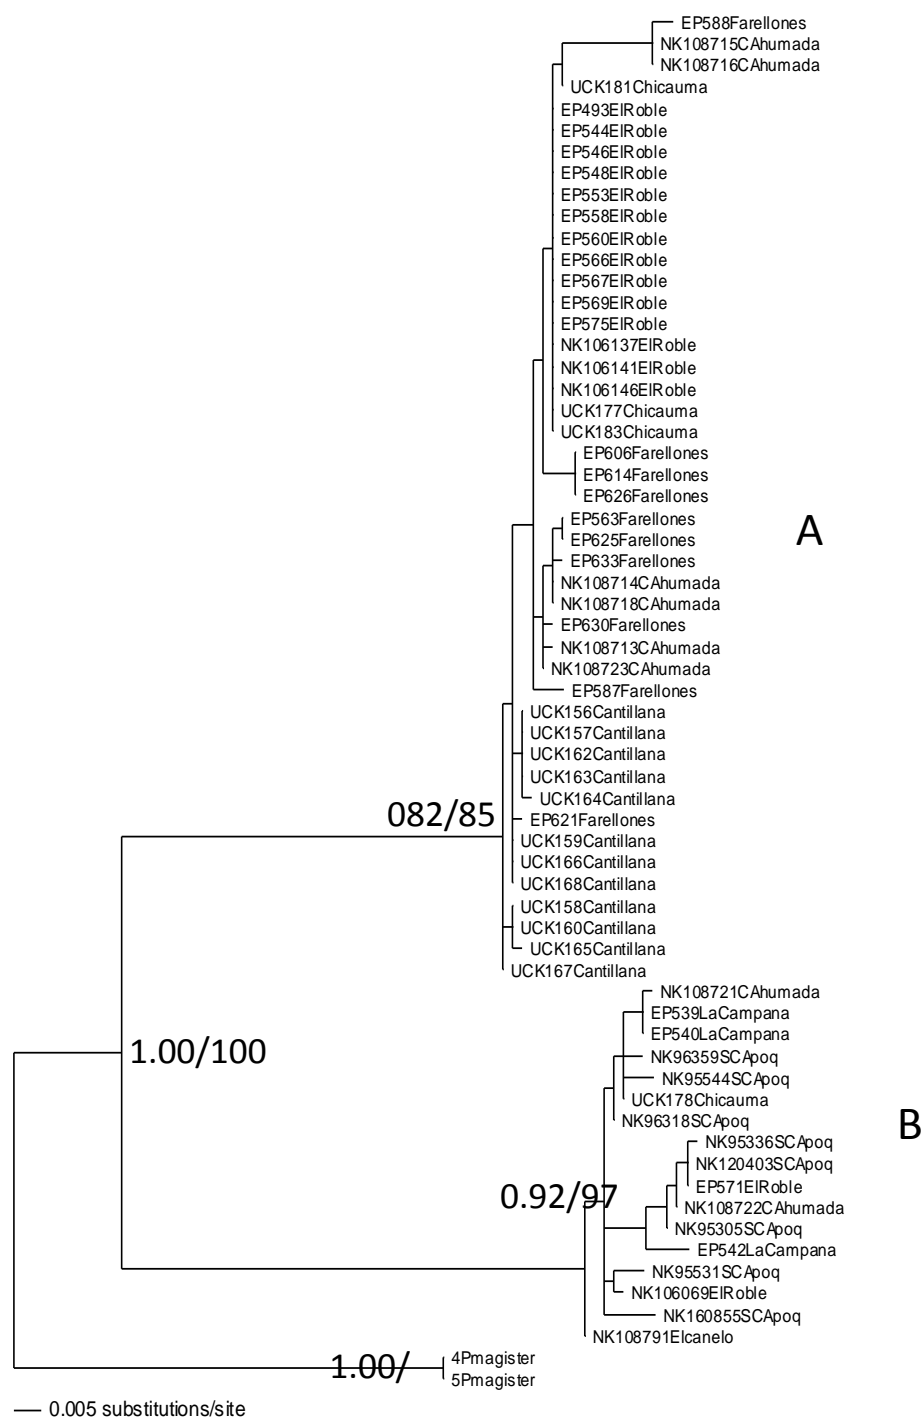 EP588Farellones
NK108715CAhumada
NK108716CAhumada
UCK181Chicauma
EP493ElRoble
EP544ElRoble
EP546ElRoble
EP548ElRoble
EP553ElRoble
EP558ElRoble
EP560ElRoble
EP566ElRoble
EP567ElRoble
EP569ElRoble
EP575ElRoble
NK106137ElRoble
NK106141ElRoble
NK106146ElRoble
UCK177Chicauma
UCK183Chicauma
EP606Farellones
EP614Farellones
EP626Farellones
EP563Farellones
A
EP625Farellones
EP633Farellones
NK108714CAhumada
NK108718CAhumada
EP630Farellones
NK108713CAhumada
NK108723CAhumada
EP587Farellones
UCK156Cantillana
UCK157Cantillana
UCK162Cantillana
UCK163Cantillana
UCK164Cantillana
082/85
EP621Farellones
UCK159Cantillana
UCK166Cantillana
UCK168Cantillana
UCK158Cantillana
UCK160Cantillana
UCK165Cantillana
UCK167Cantillana
NK108721CAhumada
EP539LaCampana
EP540LaCampana
1.00/100
NK96359SCApoq
NK95544SCApoq
UCK178Chicauma
NK96318SCApoq
B
NK95336SCApoq
NK120403SCApoq
EP571ElRoble
0.92/97
NK108722CAhumada
NK95305SCApoq
EP542LaCampana
NK95531SCApoq
NK106069ElRoble
NK160855SCApoq
NK108791Elcanelo
4Pmagister
1.00/
5Pmagister
0.005 substitutions/site